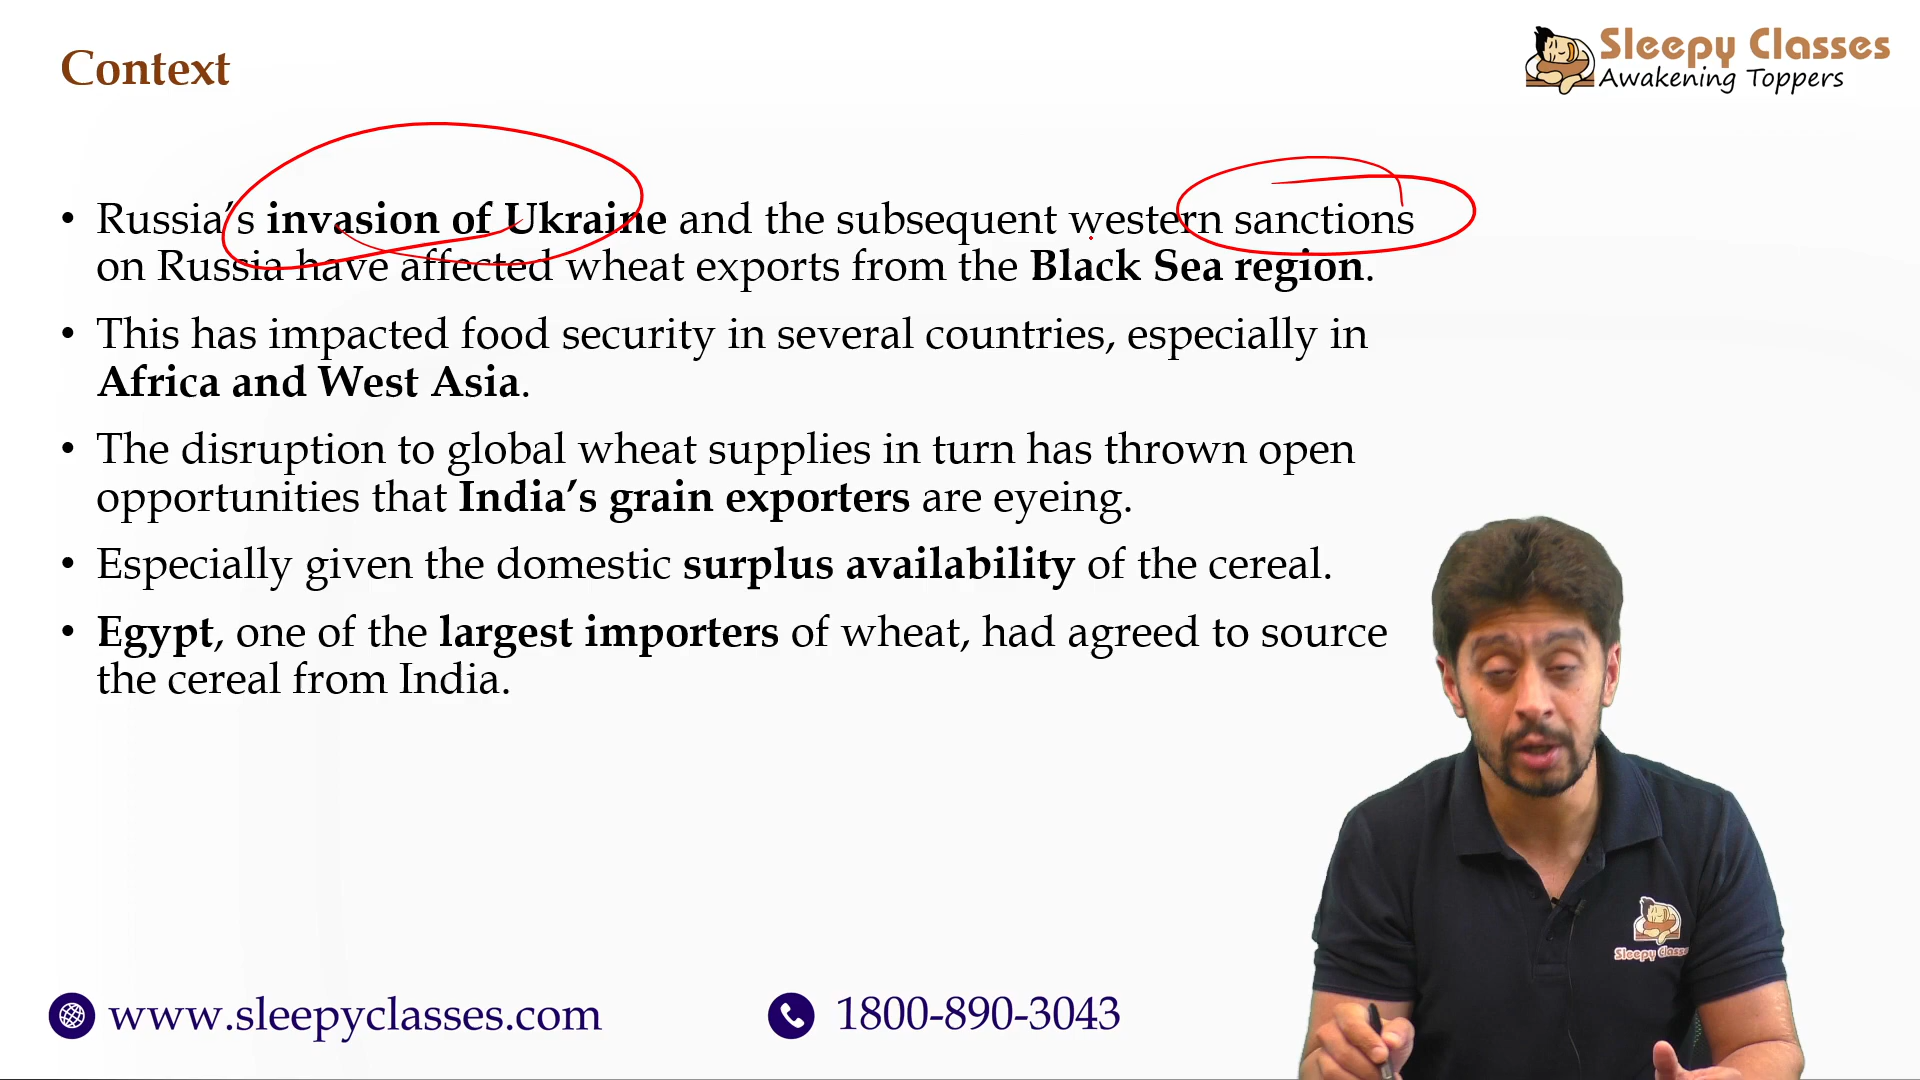 Context
Sleepy Classes
Awakening Toppers
• Russia’s invasion of Ukraine and the subsequent western sanctions
on Russia have affected wheat exports from the Black Sea region.
• This has impacted food security in several countries, especially in
Africa and West Asia.
• The disruption to global wheat supplies in turn has thrown open
opportunities that India’s grain exporters are eyeing.
• Especially given the domestic surplus availability of the cereal.
• Egypt, one of the largest importers of wheat, had agreed to source
the cereal from India.
Sleepy Classes
www.sleepyclasses.com
1800-890-3043